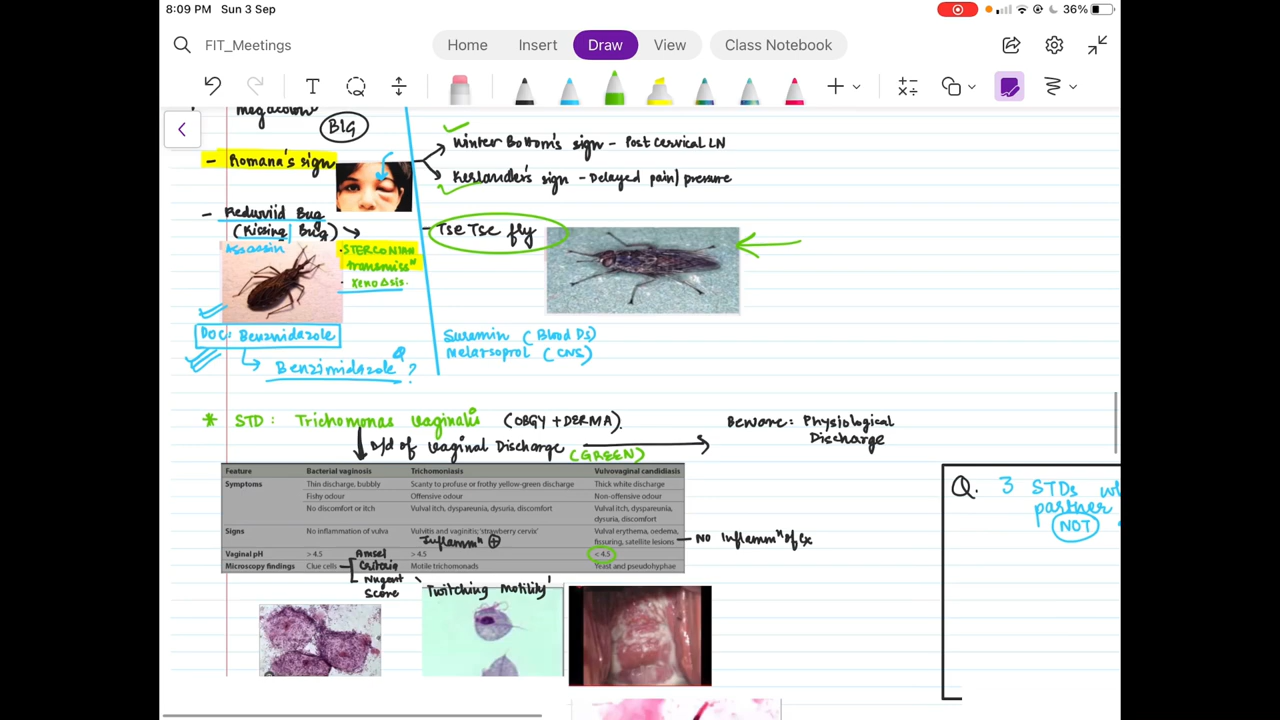 8:09 PM Sun 3 Sep
36%
FIT_Meetings
Home Insert Draw View Class Notebook
T
megacolon
BIG
- Romana's sign
Winter Bottom's sign - Post Cervical LN
Kerlander's sign - Delayed pain/pressure
- Reduviid Bug
(Kissing Bug)
Assassin
• STERCORIAN
transmissn
• Xenodsis.
- Tse Tse fly
DOC: Benznidazole
Benzimidazole Q ?
Suramin (Blood Ds)
Melarsoprol (CNS)
* STD: Trichomonas vaginalis (OBGY + DERMA).
D/d of Vaginal Discharge
(GREEN)
Beware: Physiological
Discharge
Feature Bacterial vaginosis Trichomoniasis Vulvovaginal candidiasis
Symptoms Thin discharge, bubbly Scanty to profuse or frothy yellow-green discharge Thick white discharge
Fishy odour Offensive odour Non-offensive odour
No discomfort or itch Vulval itch, dyspareunia, dysuria, discomfort Vulval itch, dyspareunia,
dysuria, discomfort
Signs No inflammation of vulva Vulvitis and vaginitis; 'strawberry cervix' Vulval erythema, oedema,
fissuring, satellite lesions
Inflammn +
- No Inflammn of Cx
Vaginal pH > 4.5 > 4.5 < 4.5
Microscopy findings Clue cells Motile trichomonads Yeast and pseudohyphae
Amsel
Criteria
Nugent
Score
'Twitching Motility'
Q. 3 STDs
partner
NOT